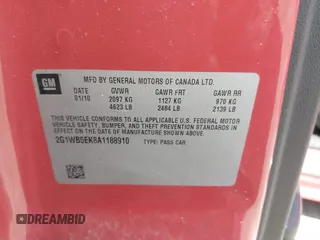 GM
MFD BY GENERAL MOTORS OF CANADA LTD.
DATE GVWR GAWR FRT GAWR RR
01/10 2097 KG 1127 KG 970 KG
4623 LB 2484 LB 2139 LB
THIS VEHICLE CONFORMS TO ALL APPLICABLE U.S. FEDERAL MOTOR
VEHICLE SAFETY, BUMPER, AND THEFT PREVENTION STANDARDS
IN EFFECT ON THE DATE OF MANUFACTURE SHOWN ABOVE.
2G1WB5EK8A1188910 TYPE: PASS CAR
DREAMBID